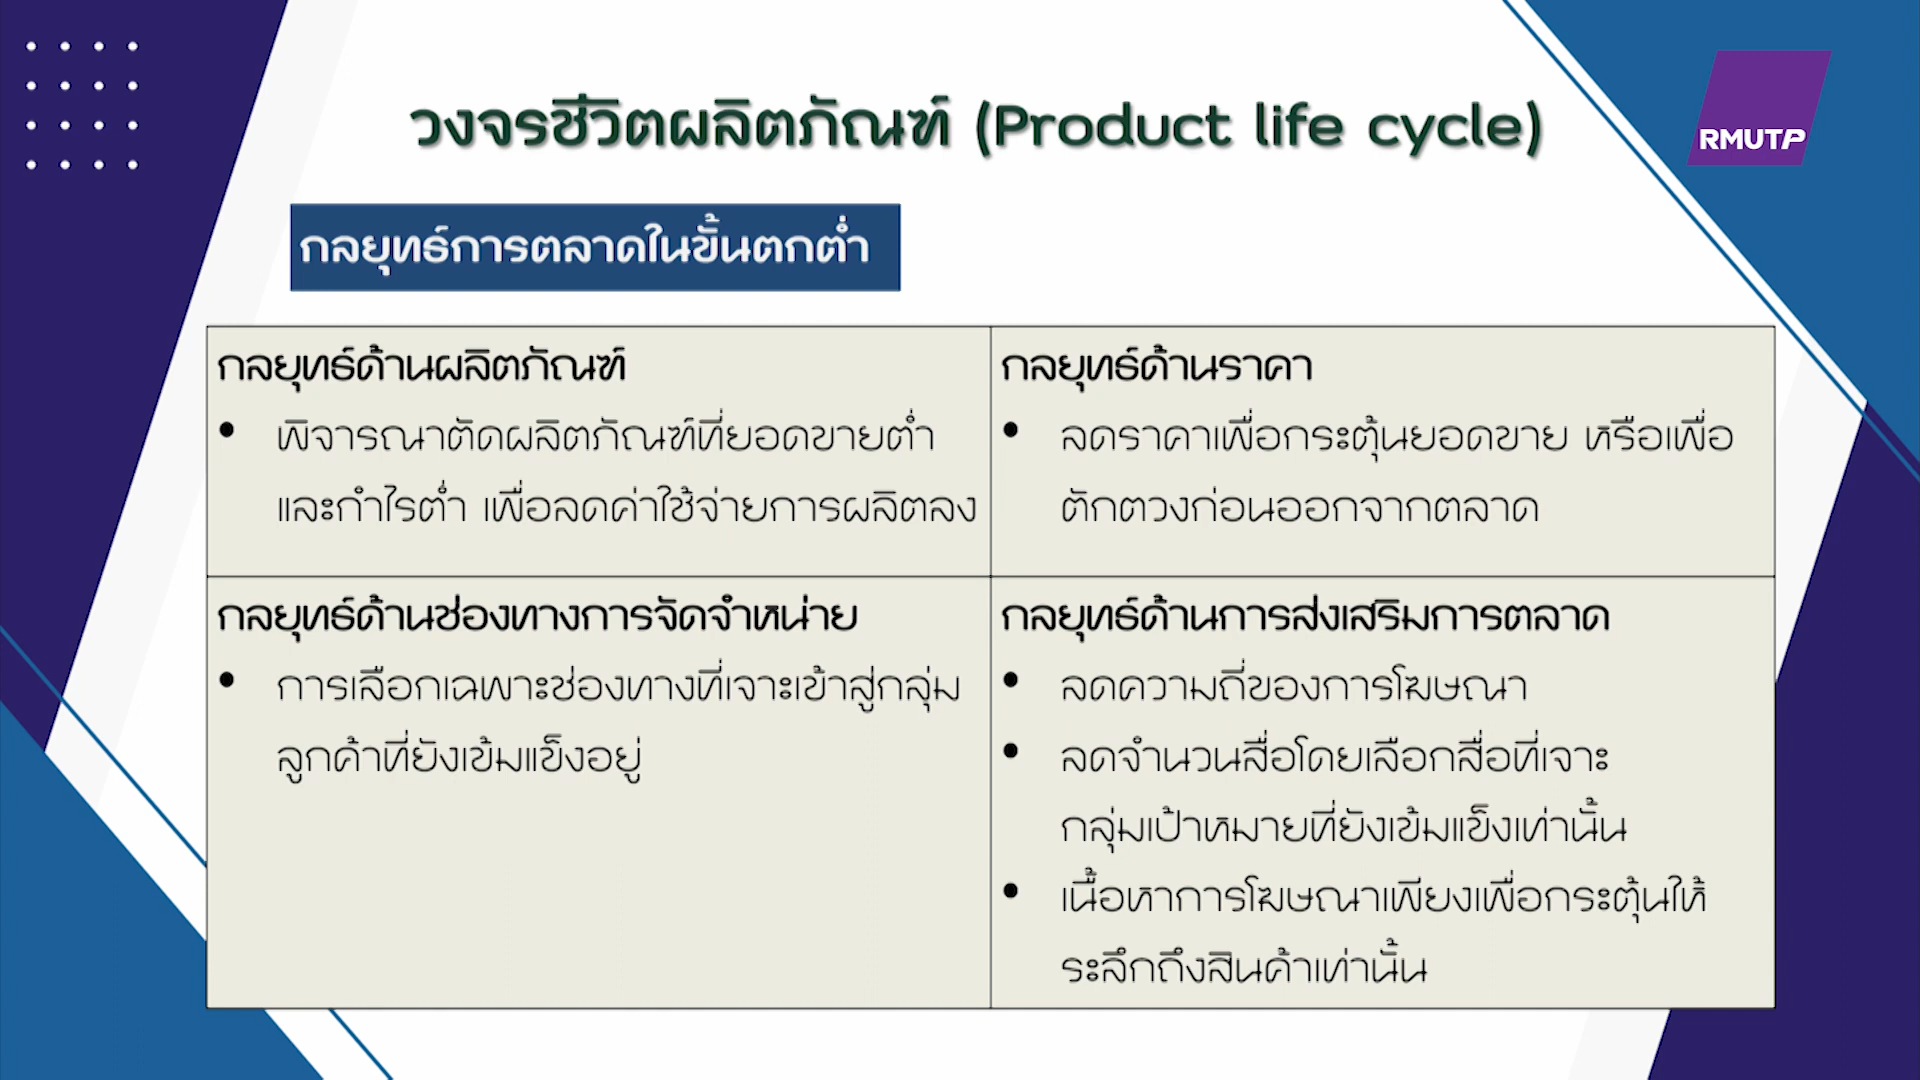 วงจรชีวิตผลิตภัณฑ์ (Product life cycle)
RMUTP
กลยุทธ์การตลาดในขั้นตกต่ำ
กลยุทธ์ด้านผลิตภัณฑ์
• พิจารณาตัดผลิตภัณฑ์ที่ยอดขายต่ำ
และกำไรต่ำ เพื่อลดค่าใช้จ่ายการผลิตลง
กลยุทธ์ด้านราคา
• ลดราคาเพื่อกระตุ้นยอดขาย หรือเพื่อ
ตักตวงก่อนออกจากตลาด
กลยุทธ์ด้านช่องทางการจัดจำหน่าย
• การเลือกเฉพาะช่องทางที่เจาะเข้าสู่กลุ่ม
ลูกค้าที่ยังเข้มแข็งอยู่
กลยุทธ์ด้านการส่งเสริมการตลาด
• ลดความถี่ของการโฆษณา
• ลดจำนวนสื่อโดยเลือกสื่อที่เจาะ
กลุ่มเป้าหมายที่ยังเข้มแข็งเท่านั้น
• เนื้อหาการโฆษณาเพียงเพื่อกระตุ้นให้
ระลึกถึงสินค้าเท่านั้น